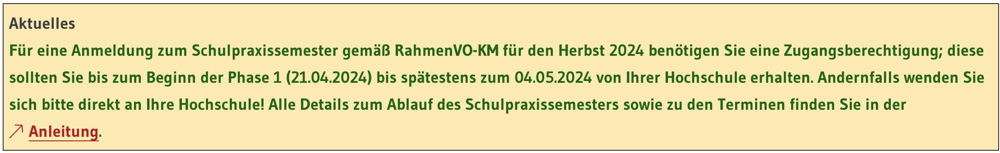 Aktuelles
Für eine Anmeldung zum Schulpraxissemester gemäß RahmenVO-KM für den Herbst 2024 benötigen Sie eine Zugangsberechtigung; diese
sollten Sie bis zum Beginn der Phase 1 (21.04.2024) bis spätestens zum 04.05.2024 von Ihrer Hochschule erhalten. Andernfalls wenden Sie
sich bitte direkt an Ihre Hochschule! Alle Details zum Ablauf des Schulpraxissemesters sowie zu den Terminen finden Sie in der
Anleitung.